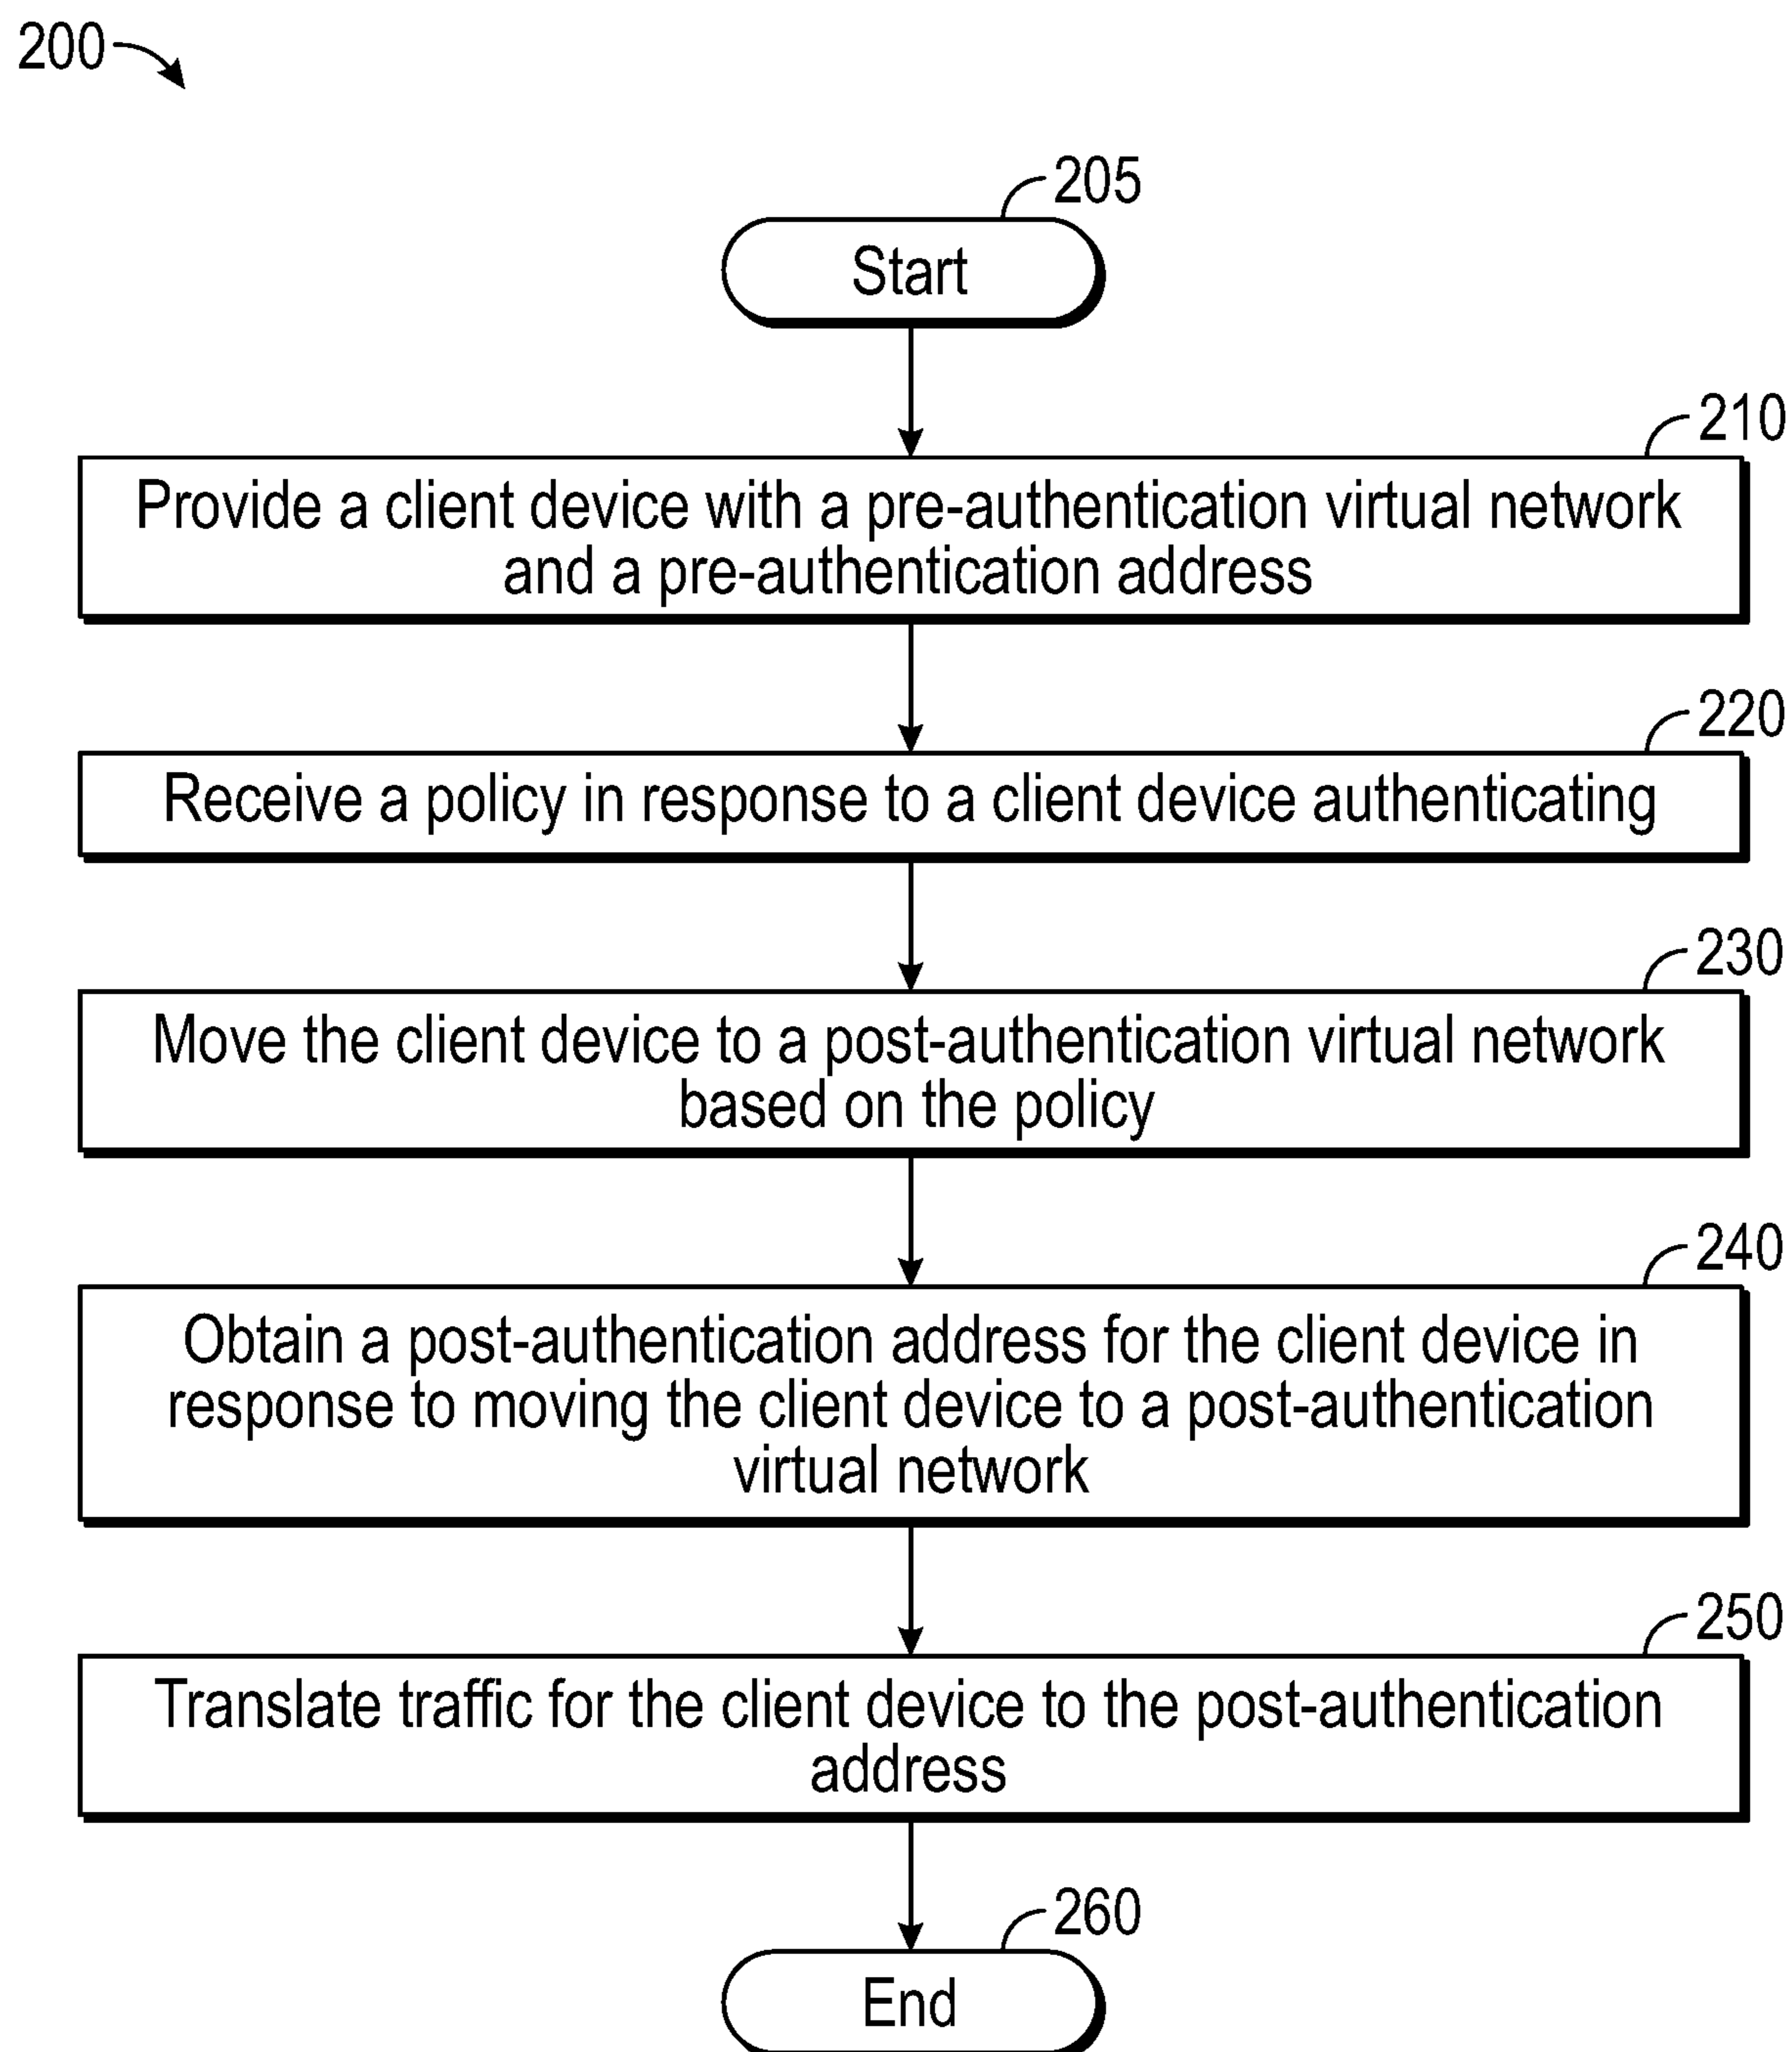 200
205
Start
210
Provide a client device with a pre-authentication virtual network
and a pre-authentication address
220
Receive a policy in response to a client device authenticating
230
Move the client device to a post-authentication virtual network
based on the policy
240
Obtain a post-authentication address for the client device in
response to moving the client device to a post-authentication
virtual network
250
Translate traffic for the client device to the post-authentication
address
260
End